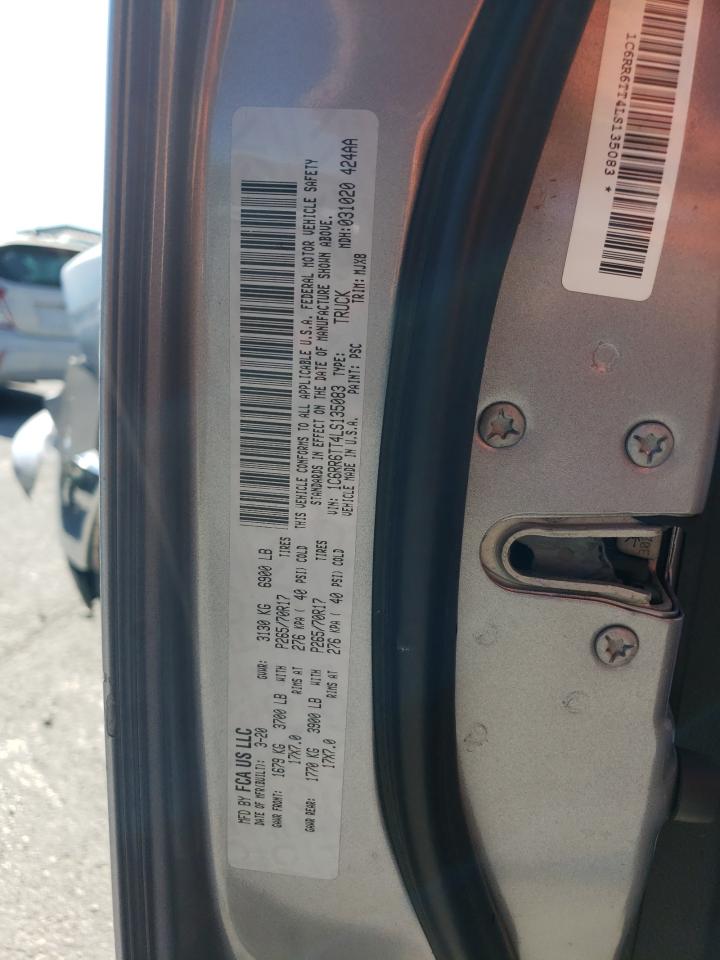 MFD BY FCA US LLC
DATE OF MFR(BUILT): 3-20 GVWR: 3130 KG 6900 LB
GAWR FRONT: 1679 KG 3700 LB WITH P265/70R17 TIRES
17X7.0 RIMS AT 276 KPA ( 40 PSI) COLD
GAWR REAR: 1770 KG 3900 LB WITH P265/70R17 TIRES
17X7.0 RIMS AT 276 KPA ( 40 PSI) COLD
THIS VEHICLE CONFORMS TO ALL APPLICABLE U.S.A. FEDERAL MOTOR VEHICLE SAFETY
STANDARDS IN EFFECT ON THE DATE OF MANUFACTURE SHOWN ABOVE.
VIN: 1C6RR6TT4LS135083 TYPE: TRUCK MDH: 031020 424AA
VEHICLE MADE IN U.S.A. PAINT: PSC TRIM: MJXB
1C6RR6TT4LS135083 *